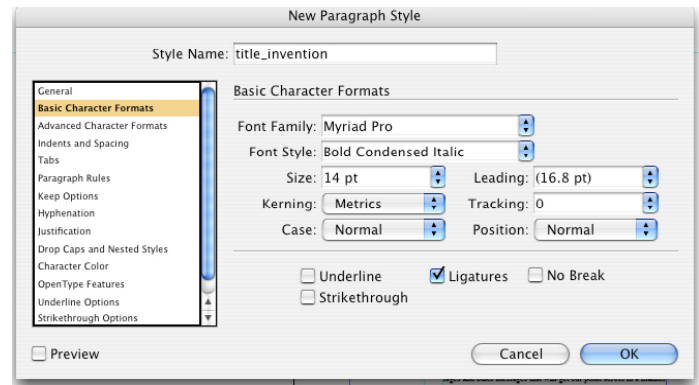 New Paragraph Style
Style Name: title_invention
General
Basic Character Formats
Advanced Character Formats
Indents and Spacing
Tabs
Paragraph Rules
Keep Options
Hyphenation
Justification
Drop Caps and Nested Styles
Character Color
OpenType Features
Underline Options
Strikethrough Options
Basic Character Formats
Font Family: Myriad Pro
Font Style: Bold Condensed Italic
Size: 14 pt Leading: (16.8 pt)
Kerning: Metrics Tracking: 0
Case: Normal Position: Normal
Underline Ligatures No Break
Strikethrough
Preview Cancel OK